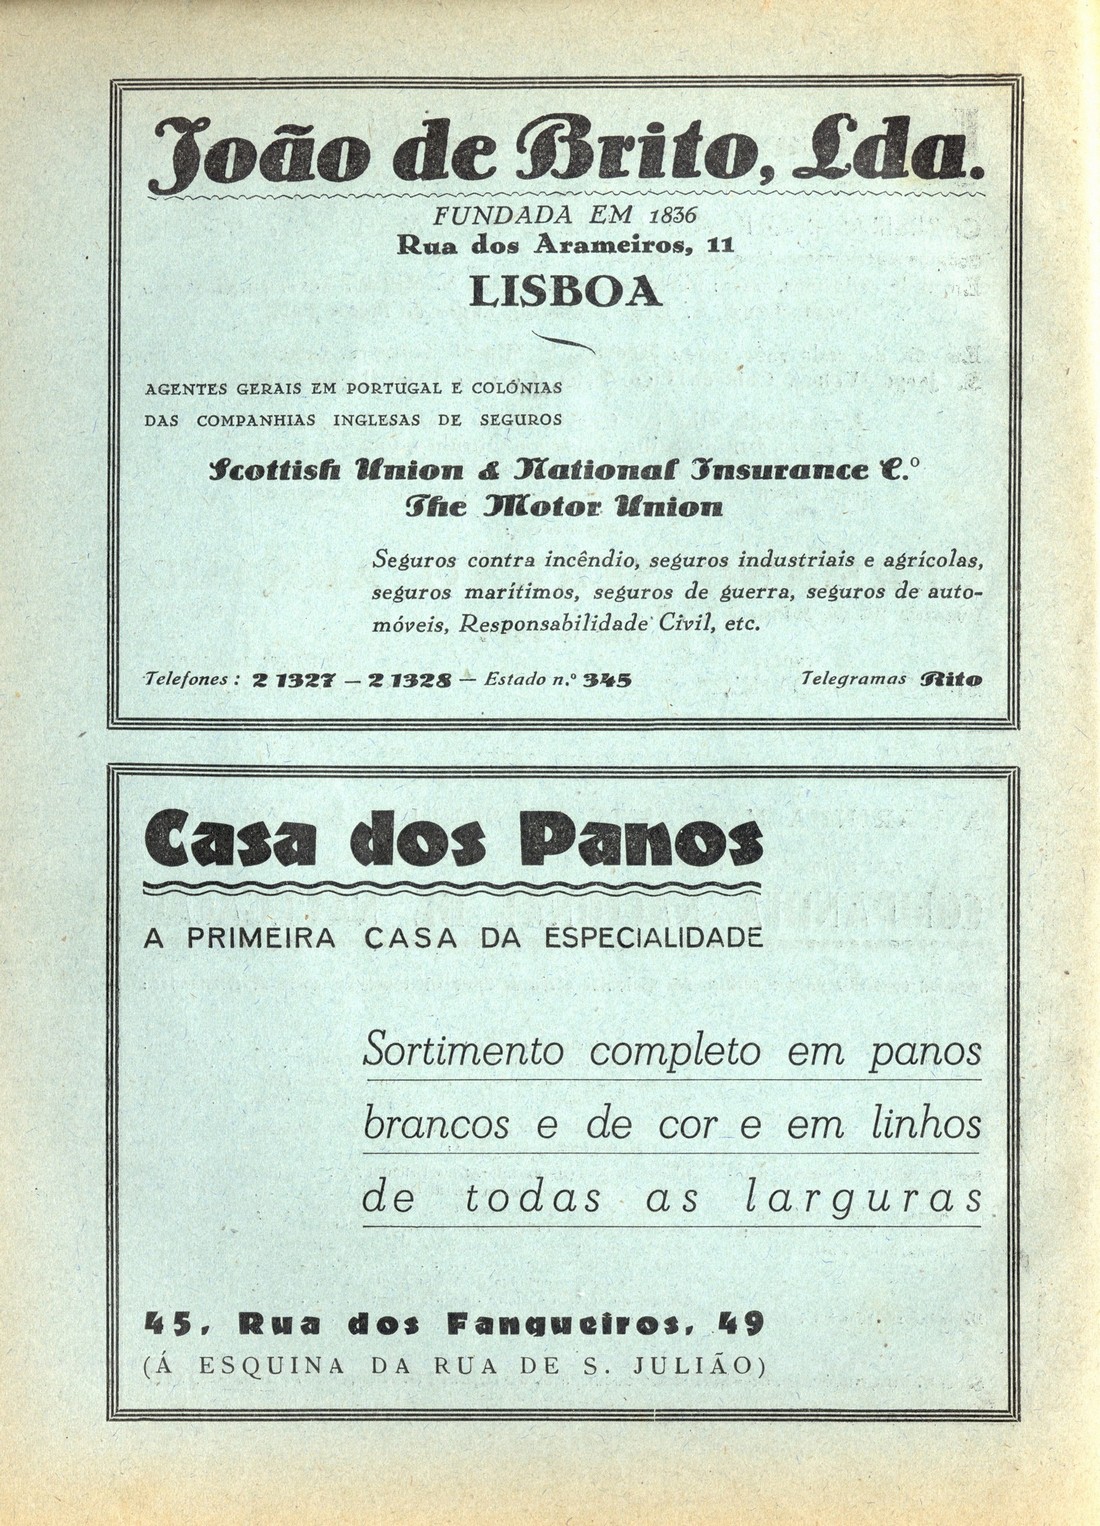 João de Brito, Lda.
FUNDADA EM 1836
Rua dos Arameiros, 11
LISBOA
AGENTES GERAIS EM PORTUGAL E COLÓNIAS
DAS COMPANHIAS INGLESAS DE SEGUROS
Scottish Union & National Insurance C.º
The Motor Union
Seguros contra incêndio, seguros industriais e agrícolas,
seguros marítimos, seguros de guerra, seguros de auto-
móveis, Responsabilidade Civil, etc.
Telefones : 2 1327 — 2 1328 — Estado n.º 345 Telegramas Rito
Casa dos Panos
A PRIMEIRA CASA DA ESPECIALIDADE
Sortimento completo em panos
brancos e de cor e em linhos
de todas as larguras
45, Rua dos Fanqueiros, 49
(Á ESQUINA DA RUA DE S. JULIÃO)